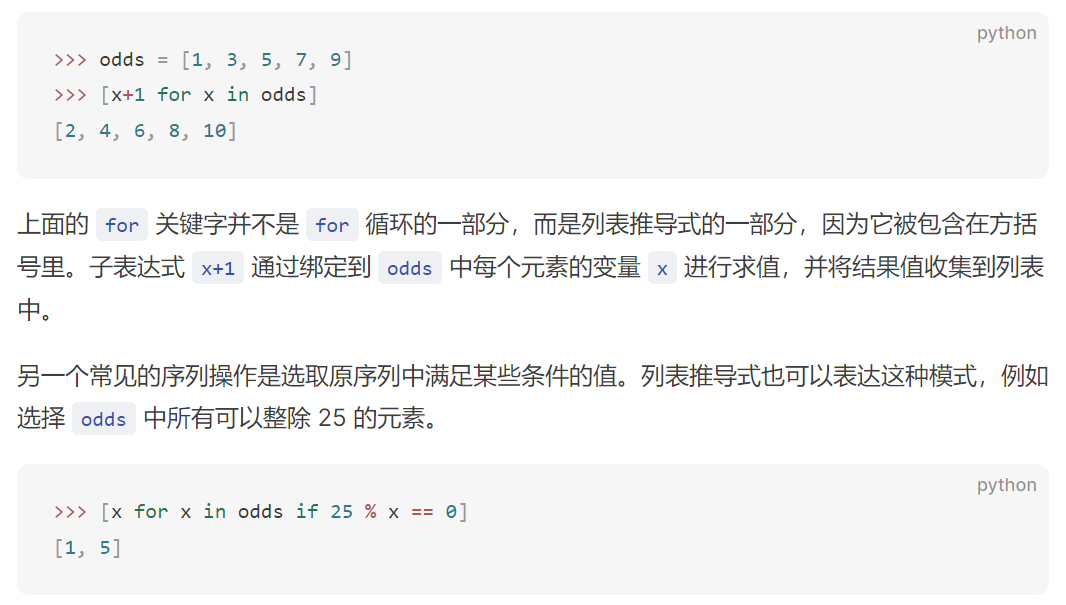 python
>>> odds = [1, 3, 5, 7, 9]
>>> [x+1 for x in odds]
[2, 4, 6, 8, 10]
上面的 for 关键字并不是 for 循环的一部分，而是列表推导式的一部分，因为它被包含在方括
号里。子表达式 x+1 通过绑定到 odds 中每个元素的变量 x 进行求值，并将结果值收集到列表
中。
另一个常见的序列操作是选取原序列中满足某些条件的值。列表推导式也可以表达这种模式，例如
选择 odds 中所有可以整除 25 的元素。
python
>>> [x for x in odds if 25 % x == 0]
[1, 5]